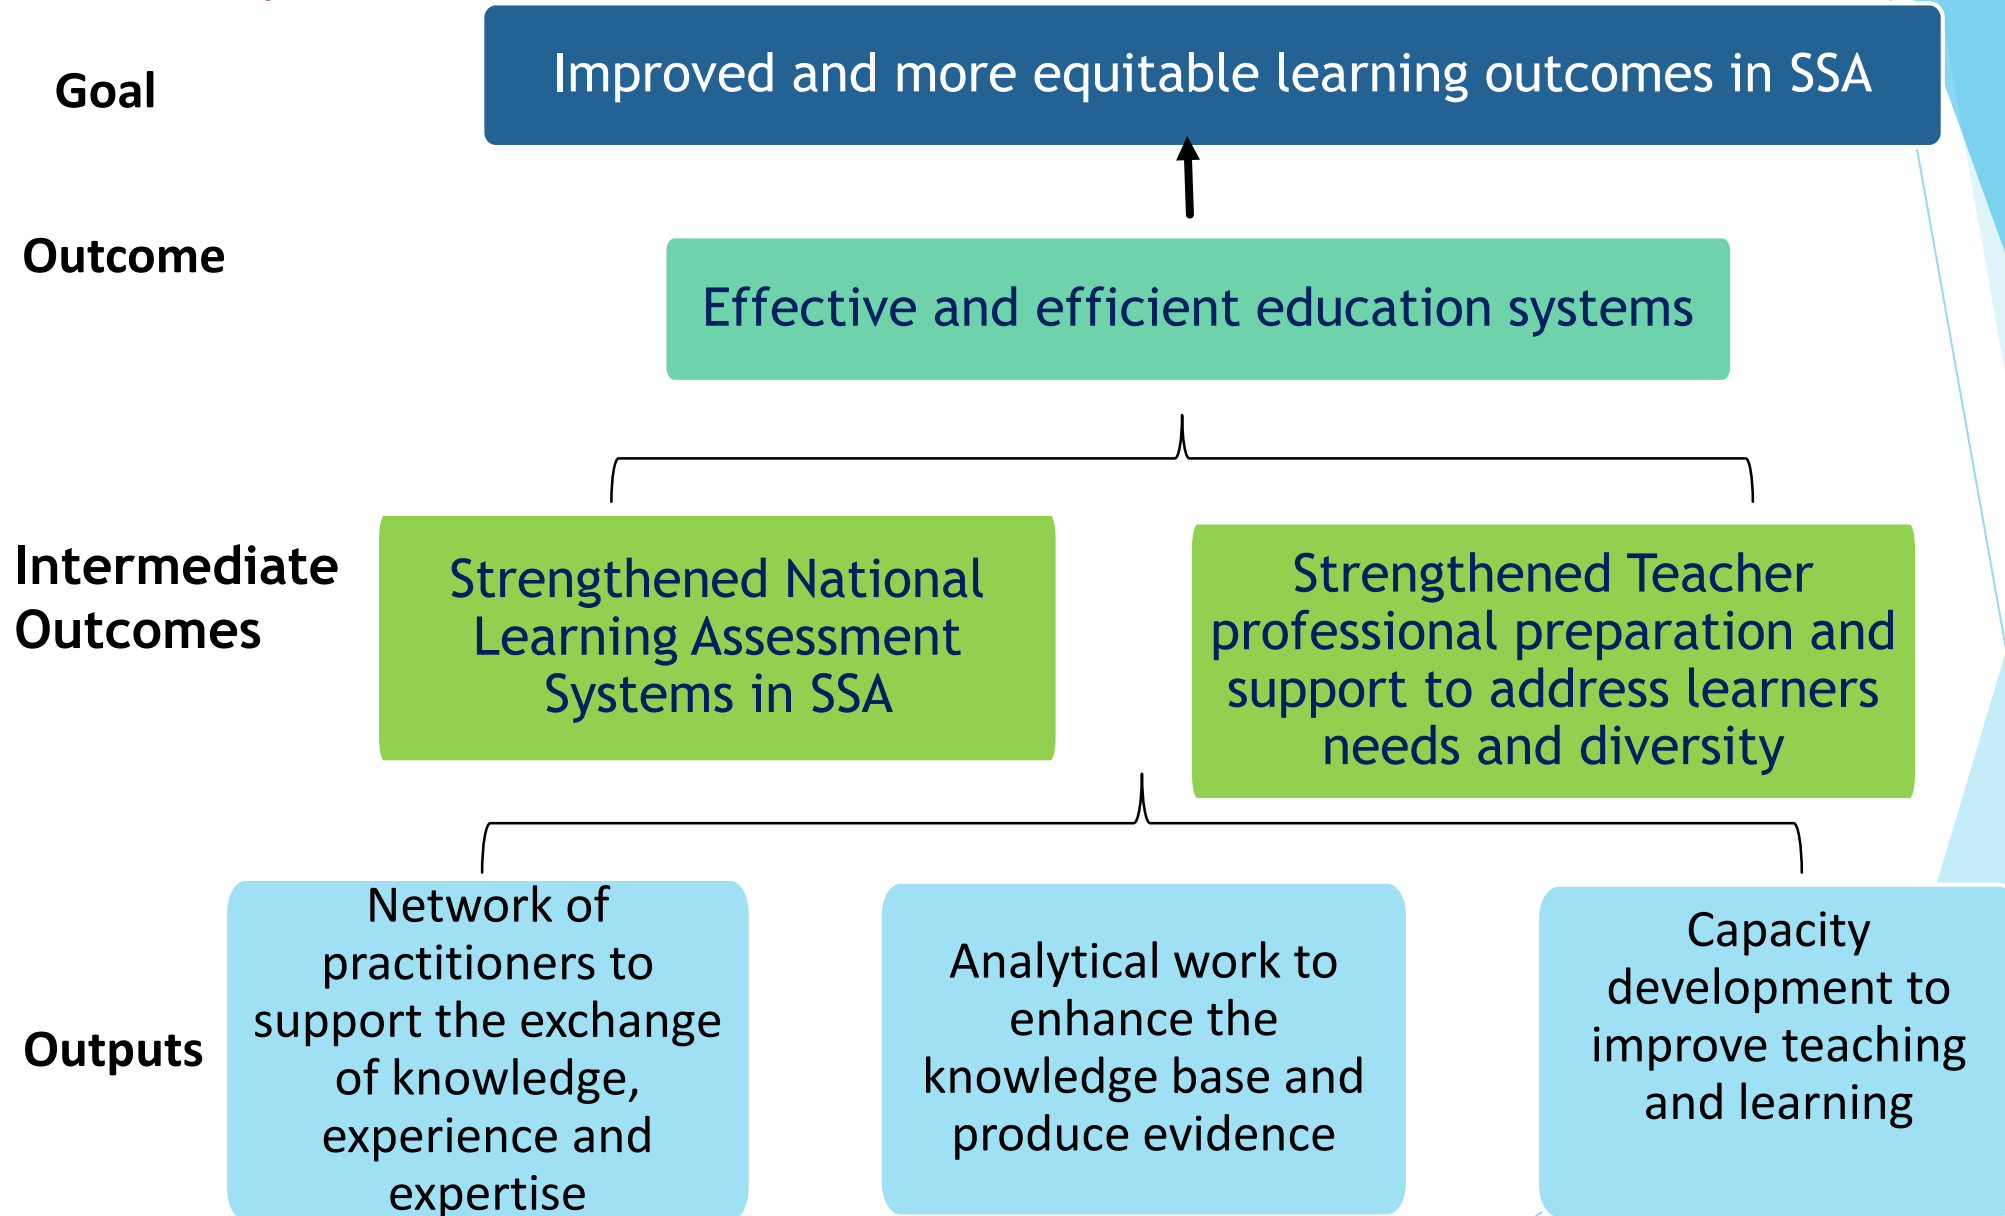 Goal
Improved and more equitable learning outcomes in SSA
Outcome
Effective and efficient education systems
Intermediate
Outcomes
Strengthened National
Learning Assessment
Systems in SSA
Strengthened Teacher
professional preparation and
support to address learners
needs and diversity
Outputs
Network of
practitioners to
support the exchange
of knowledge,
experience and
expertise
Analytical work to
enhance the
knowledge base and
produce evidence
Capacity
development to
improve teaching
and learning